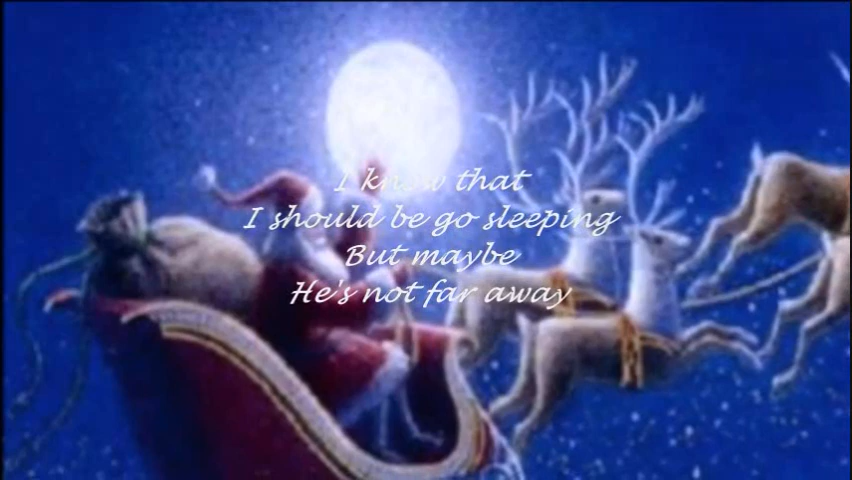 I know that
I should be go sleeping
But maybe
He's not far away